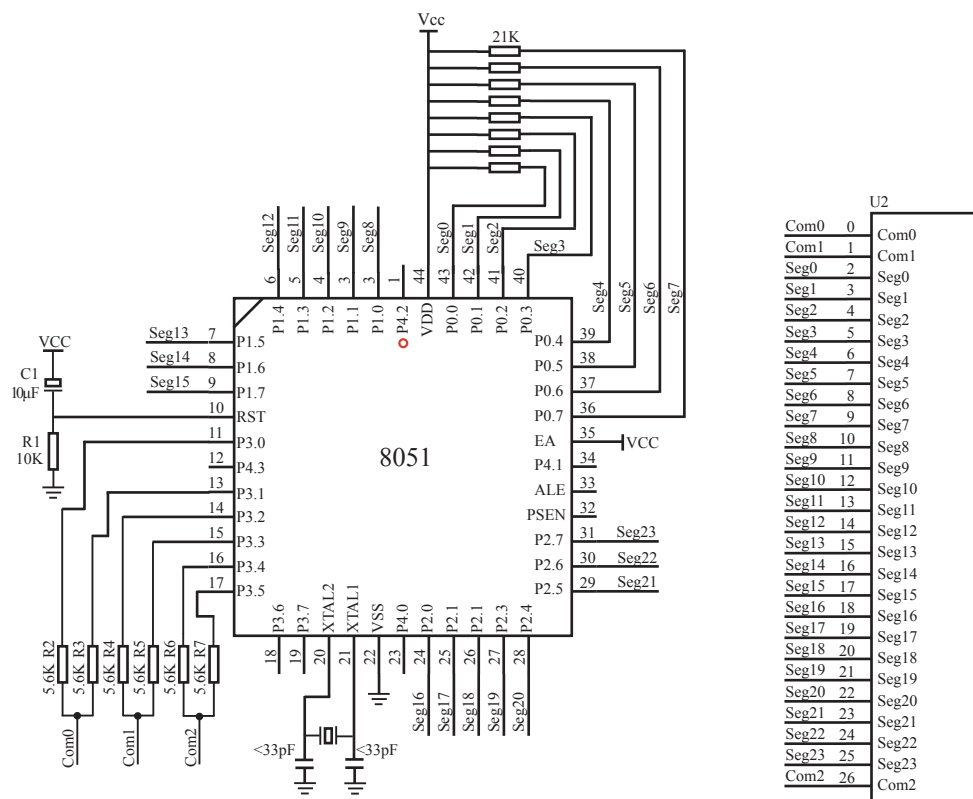 Vcc
21K
Seg12
Seg11
Seg10
Seg9
Seg8
Seg0
Seg1
Seg2
Seg3
Seg4
Seg5
Seg6
Seg7
6
5
4
3
3
1
44
43
42
41
40
P1.4
P1.3
P1.2
P1.1
P1.0
P4.2
VDD
P0.0
P0.1
P0.2
P0.3
Seg13 7 P1.5
Seg14 8 P1.6
Seg15 9 P1.7
10 RST
11 P3.0
12 P4.3
13 P3.1
14 P3.2
15 P3.3
16 P3.4
17 P3.5
VCC
C1
10μF
R1
10K
8051
P0.4 39
P0.5 38
P0.6 37
P0.7 36
EA 35 VCC
P4.1 34
ALE 33
PSEN 32
P2.7 31 Seg23
P2.6 30 Seg22
P2.5 29 Seg21
P3.6
P3.7
XTAL2
XTAL1
VSS
P4.0
P2.0
P2.1
P2.1
P2.3
P2.4
18
19
20
21
22
23
24
25
26
27
28
Seg16
Seg17
Seg18
Seg19
Seg20
5.6K R2
5.6K R3
5.6K R4
5.6K R5
5.6K R6
5.6K R7
Com0
Com1
Com2
<33pF
<33pF
U2
Com0 0 Com0
Com1 1 Com1
Seg0 2 Seg0
Seg1 3 Seg1
Seg2 4 Seg2
Seg3 5 Seg3
Seg4 6 Seg4
Seg5 7 Seg5
Seg6 8 Seg6
Seg7 9 Seg7
Seg8 10 Seg8
Seg9 11 Seg9
Seg10 12 Seg10
Seg11 13 Seg11
Seg12 14 Seg12
Seg13 15 Seg13
Seg14 16 Seg14
Seg15 17 Seg15
Seg16 18 Seg16
Seg17 19 Seg17
Seg18 20 Seg18
Seg19 21 Seg19
Seg20 22 Seg20
Seg21 23 Seg21
Seg22 24 Seg22
Seg23 25 Seg23
Com2 26 Com2